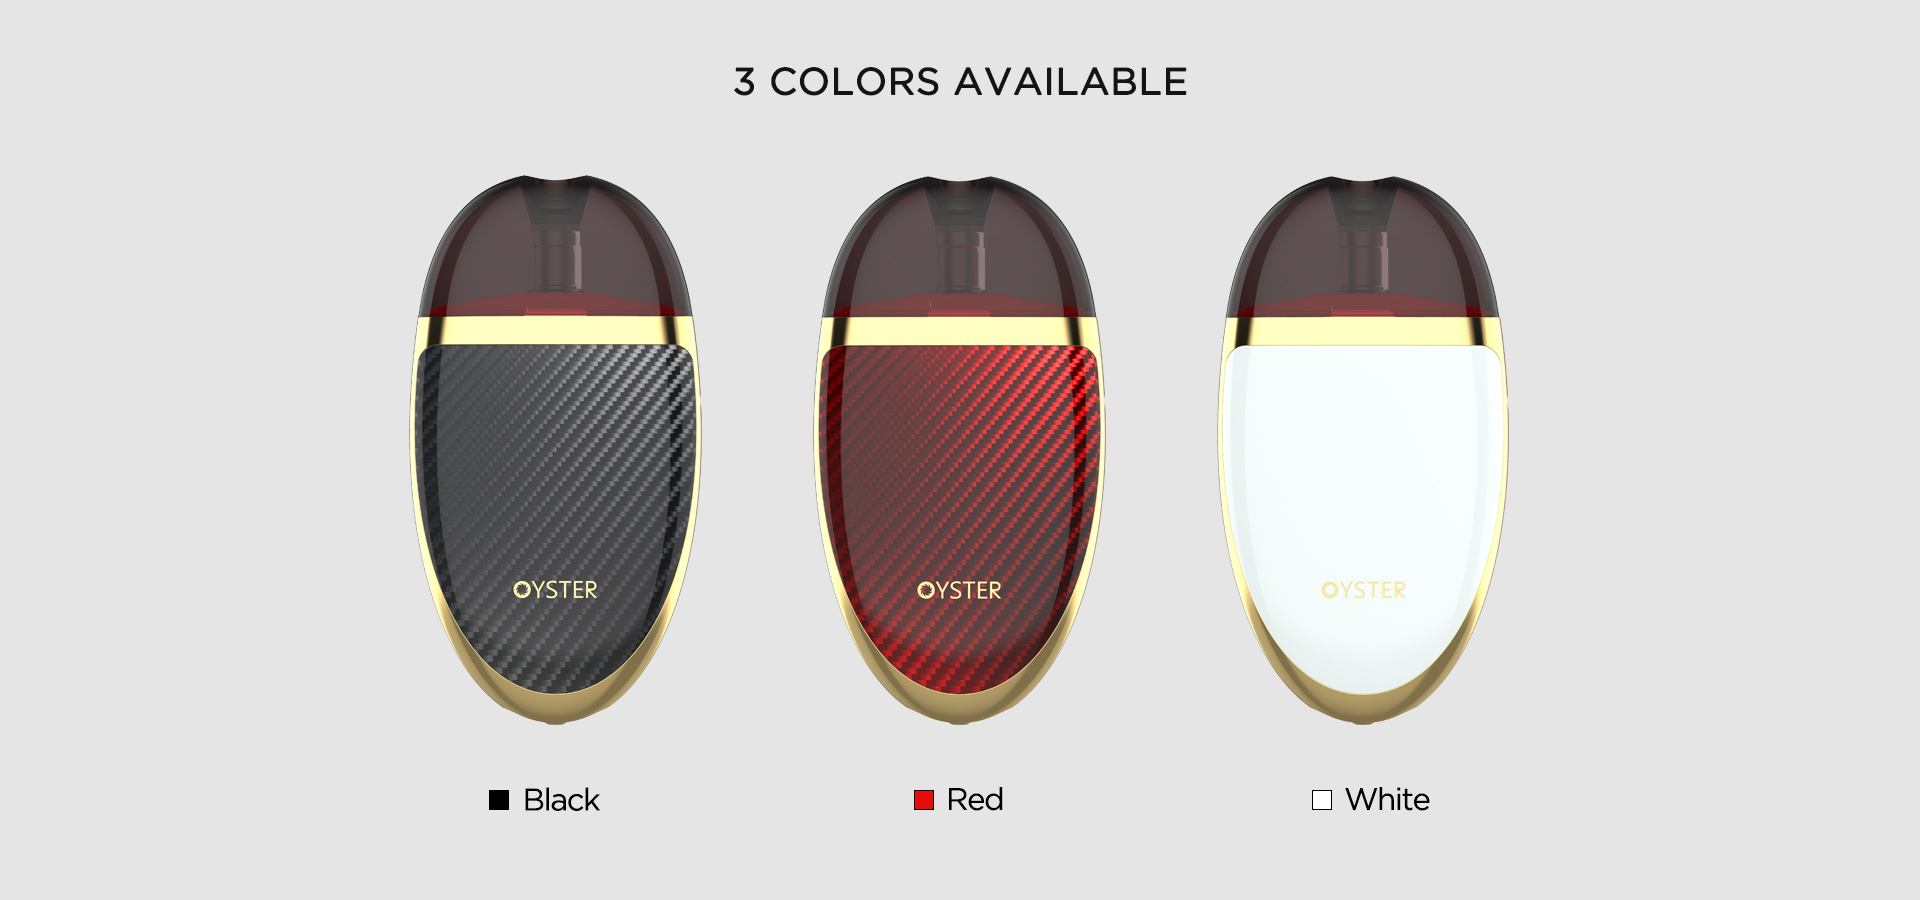 3 COLORS AVAILABLE
OYSTER
OYSTER
OYSTER
Black
Red
White